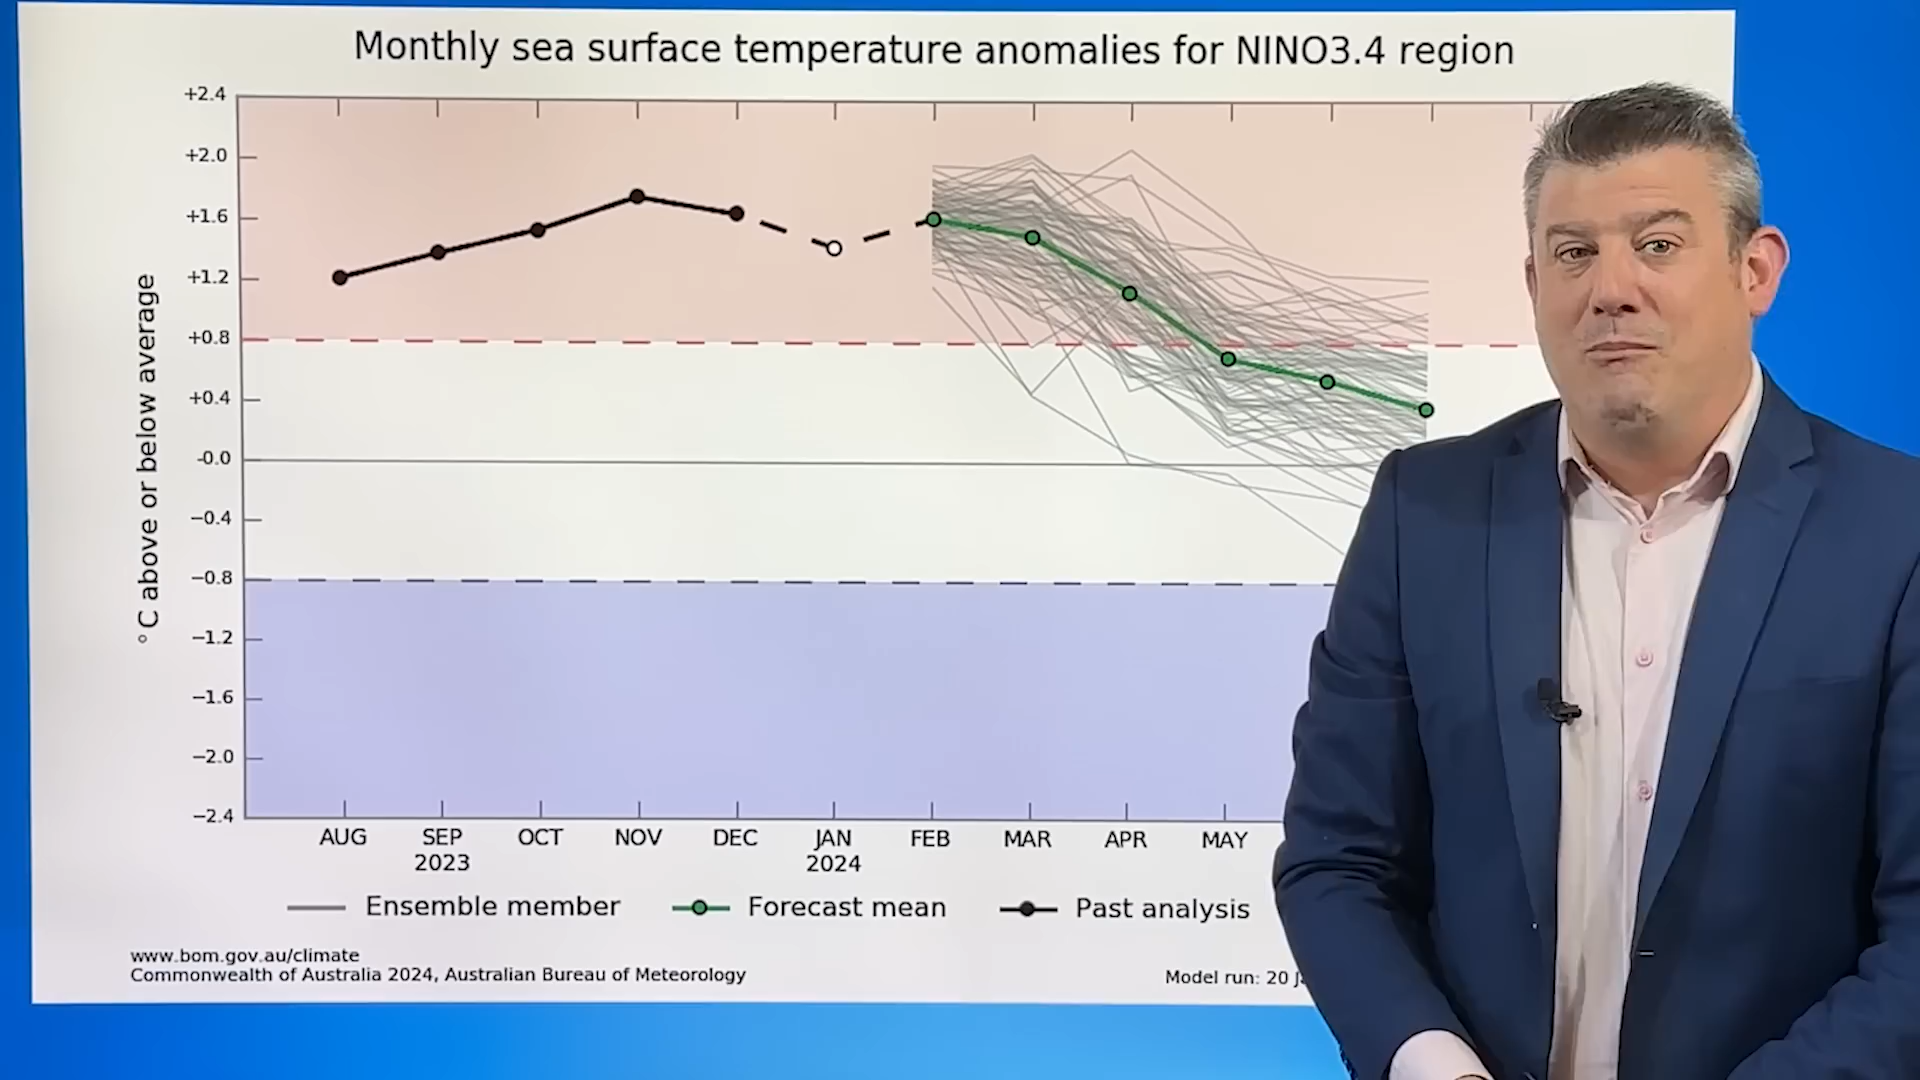 Monthly sea surface temperature anomalies for NINO3.4 region
°C above or below average
+2.4
+2.0
+1.6
+1.2
+0.8
+0.4
-0.0
−0.4
−0.8
−1.2
−1.6
−2.0
−2.4
AUG SEP OCT NOV DEC JAN FEB MAR APR MAY
2023 2024
Ensemble member Forecast mean Past analysis
www.bom.gov.au/climate
Commonwealth of Australia 2024, Australian Bureau of Meteorology
Model run: 20